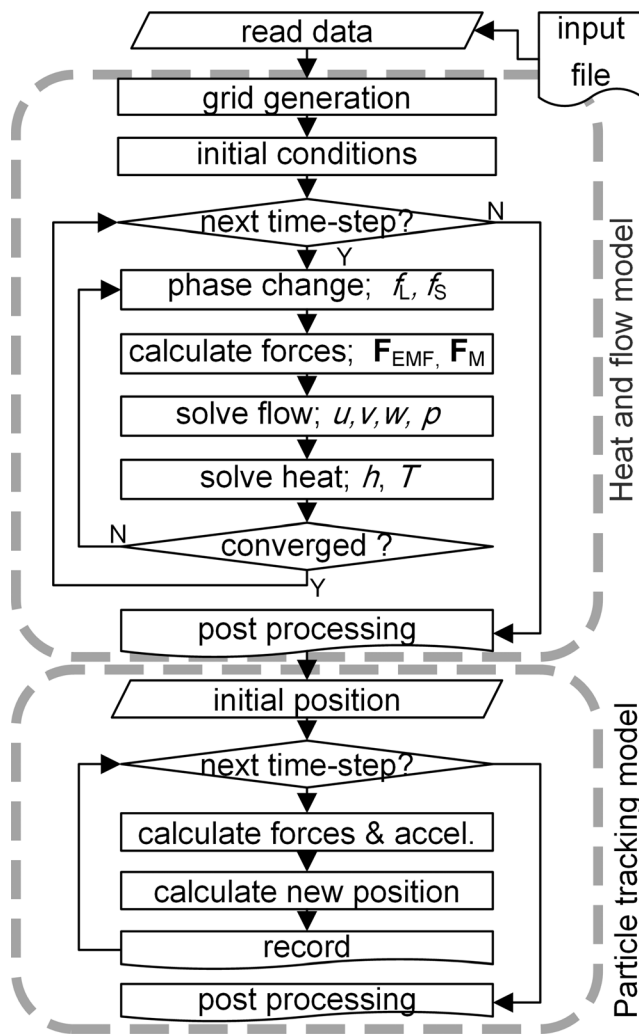 read data
input
file
grid generation
initial conditions
next time-step?
N
Y
phase change; fL, fS
calculate forces; FEMF, FM
solve flow; u,v,w, p
solve heat; h, T
N
converged ?
Y
post processing
Heat and flow model
initial position
next time-step?
calculate forces & accel.
calculate new position
record
post processing
Particle tracking model